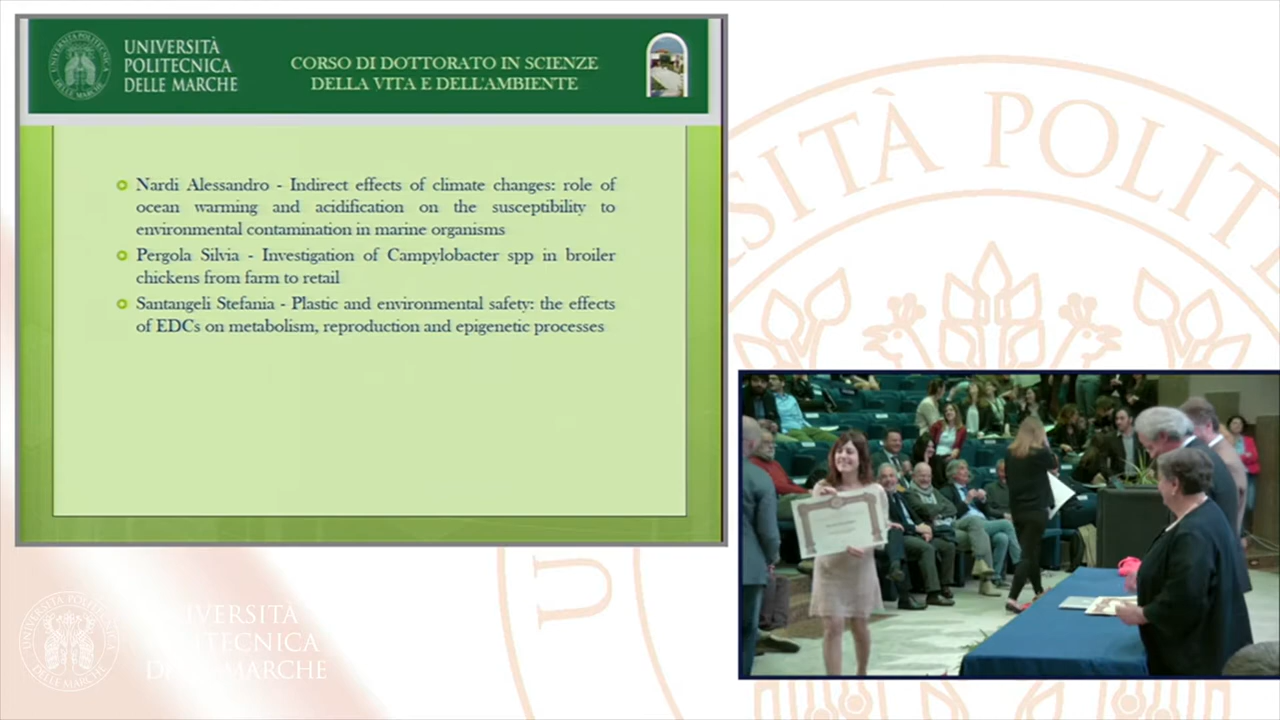 UNIVERSITÀ
POLITECNICA
DELLE MARCHE
CORSO DI DOTTORATO IN SCIENZE
DELLA VITA E DELL'AMBIENTE
Nardi Alessandro - Indirect effects of climate changes: role of
ocean warming and acidification on the susceptibility to
environmental contamination in marine organisms
Pergola Silvia - Investigation of Campylobacter spp in broiler
chickens from farm to retail
Santangeli Stefania - Plastic and environmental safety: the effects
of EDCs on metabolism, reproduction and epigenetic processes
SITÀ POLIT
U
UNIVERSITÀ
POLITECNICA
DELLE MARCHE